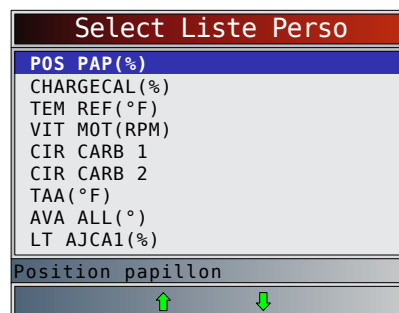 Select Liste Perso
POS PAP(%)
CHARGECAL(%)
TEM REF(°F)
VIT MOT(RPM)
CIR CARB 1
CIR CARB 2
TAA(°F)
AVA ALL(°)
LT AJCA1(%)
Position papillon